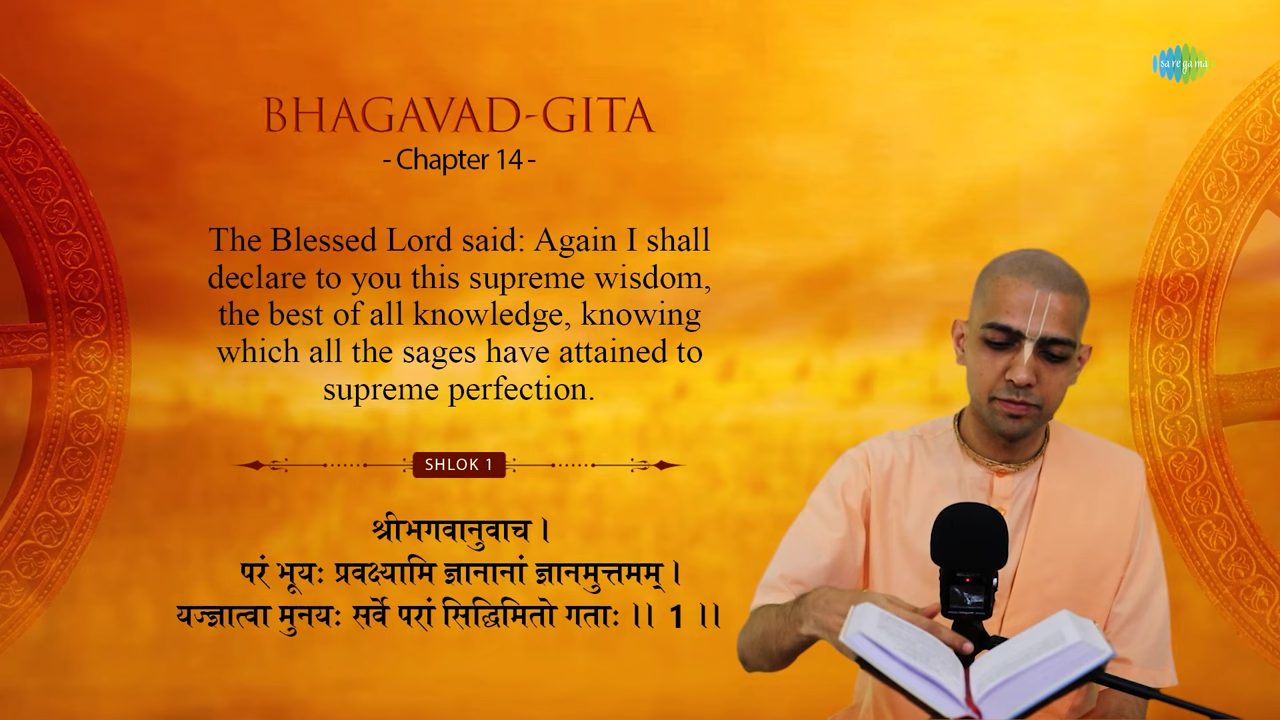 saregama
BHAGAVAD-GITA
- Chapter 14 -
The Blessed Lord said: Again I shall
declare to you this supreme wisdom,
the best of all knowledge, knowing
which all the sages have attained to
supreme perfection.
SHLOK 1
श्रीभगवानुवाच ।
परं भूयः प्रवक्ष्यामि ज्ञानानां ज्ञानमुत्तमम् ।
यज्ज्ञात्वा मुनयः सर्वे परां सिद्धिमितो गताः ।। 1 ।।